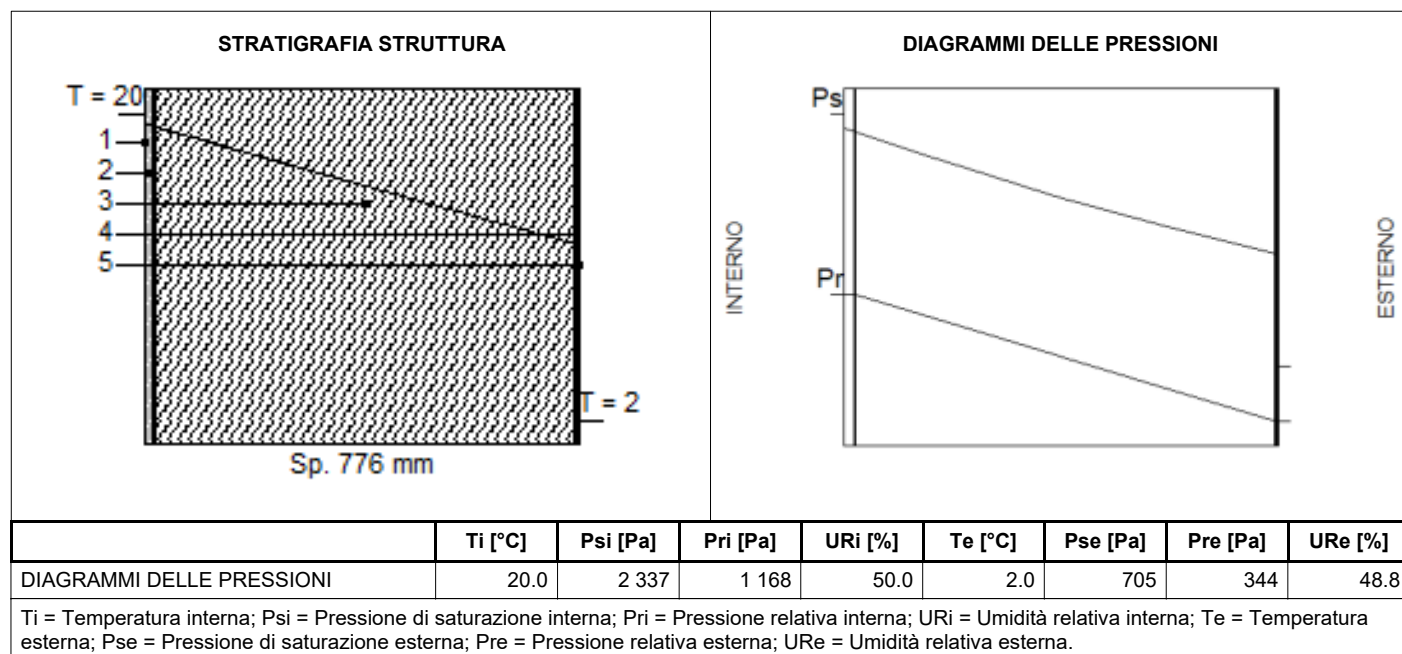 STRATIGRAFIA STRUTTURA
T = 20
1
2
3
4
5
T = 2
Sp. 776 mm
DIAGRAMMI DELLE PRESSIONI
Ps
Pr
INTERNO
ESTERNO
Ti [°C] Psi [Pa] Pri [Pa] URi [%] Te [°C] Pse [Pa] Pre [Pa] URe [%]
DIAGRAMMI DELLE PRESSIONI 20.0 2 337 1 168 50.0 2.0 705 344 48.8
Ti = Temperatura interna; Psi = Pressione di saturazione interna; Pri = Pressione relativa interna; URi = Umidità relativa interna; Te = Temperatura
esterna; Pse = Pressione di saturazione esterna; Pre = Pressione relativa esterna; URe = Umidità relativa esterna.